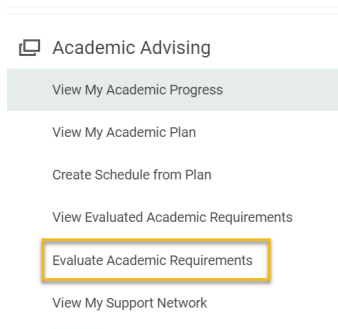 Academic Advising
View My Academic Progress
View My Academic Plan
Create Schedule from Plan
View Evaluated Academic Requirements
Evaluate Academic Requirements
View My Support Network